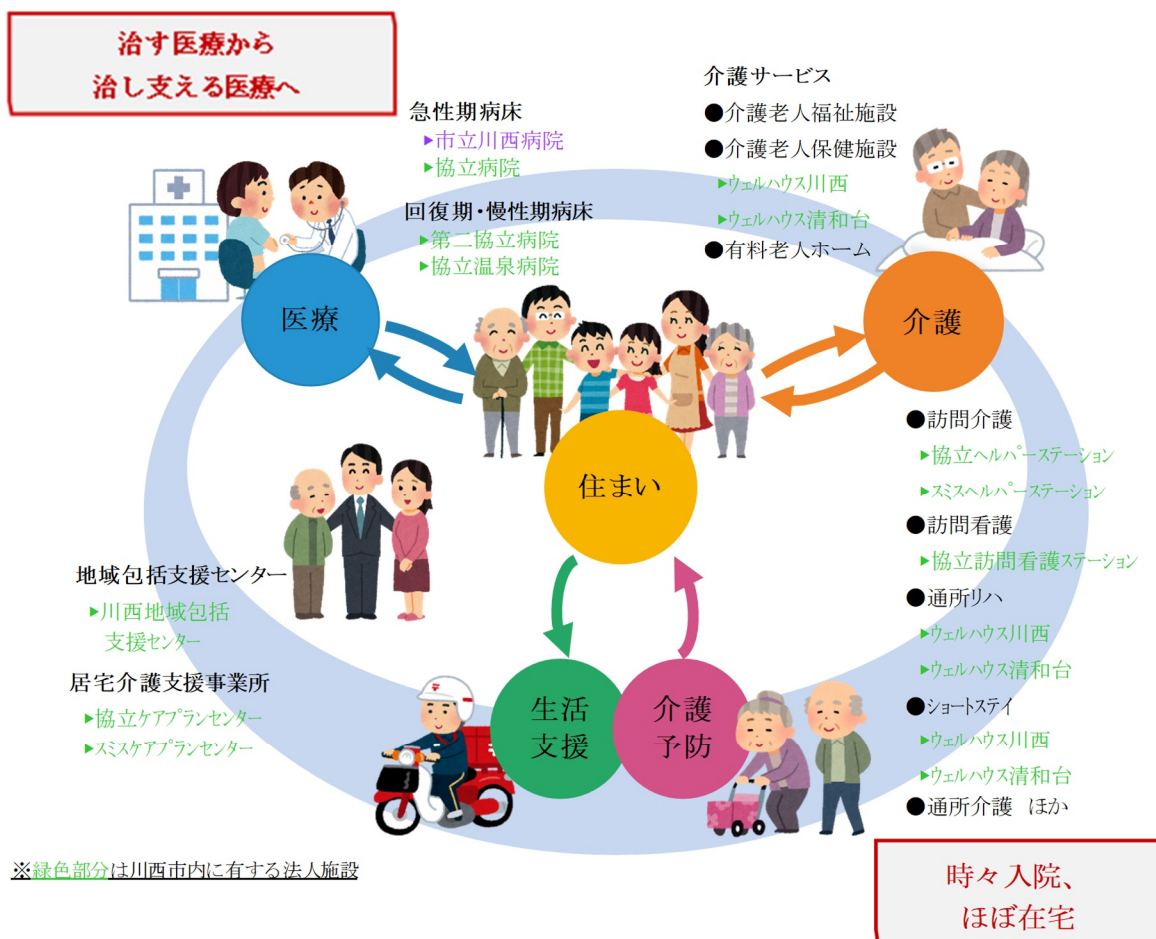 治す医療から
治し支える医療へ
急性期病床
▶市立川西病院
▶協立病院
回復期・慢性期病床
▶第二協立病院
▶協立温泉病院
介護サービス
●介護老人福祉施設
●介護老人保健施設
▶ウェルハウス川西
▶ウェルハウス清和台
●有料老人ホーム
医療
介護
住まい
●訪問介護
▶協立ヘルパーステーション
▶スミスヘルパーステーション
●訪問看護
▶協立訪問看護ステーション
●通所リハ
▶ウェルハウス川西
▶ウェルハウス清和台
●ショートステイ
▶ウェルハウス川西
▶ウェルハウス清和台
●通所介護 ほか
地域包括支援センター
▶川西地域包括
支援センター
居宅介護支援事業所
▶協立ケアプランセンター
▶スミスケアプランセンター
生活
支援
介護
予防
※緑色部分は川西市内に有する法人施設
時々入院、
ほぼ在宅